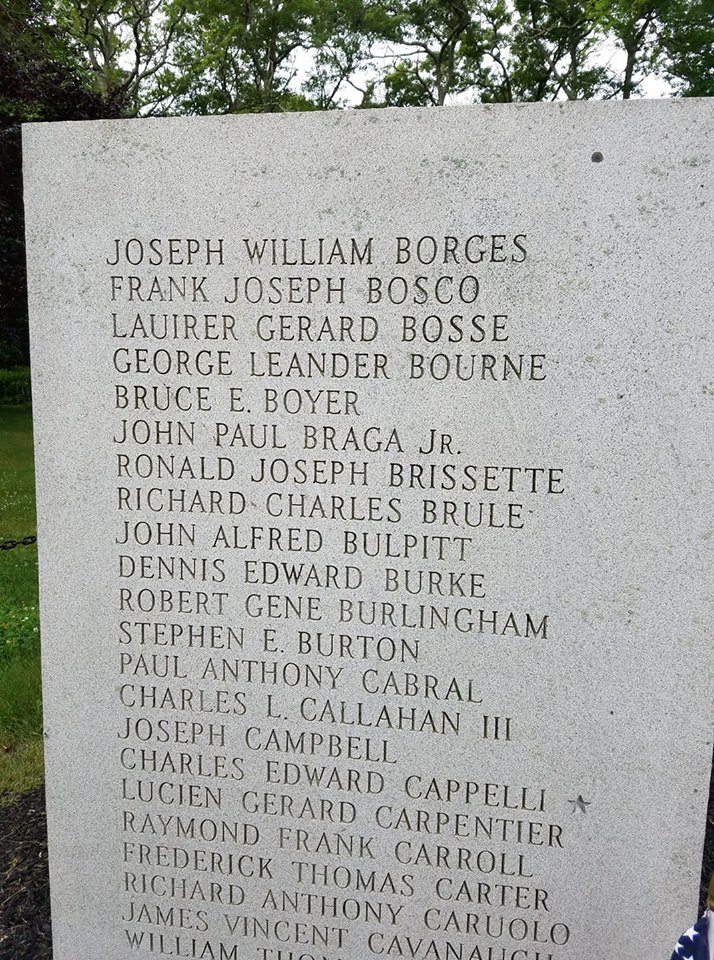 JOSEPH WILLIAM BORGES
FRANK JOSEPH BOSCO
LAUIRER GERARD BOSSE
GEORGE LEANDER BOURNE
BRUCE E. BOYER
JOHN PAUL BRAGA JR.
RONALD JOSEPH BRISSETTE
RICHARD CHARLES BRULE
JOHN ALFRED BULPITT
DENNIS EDWARD BURKE
ROBERT GENE BURLINGHAM
STEPHEN E. BURTON
PAUL ANTHONY CABRAL
CHARLES L. CALLAHAN III
JOSEPH CAMPBELL
CHARLES EDWARD CAPPELLI ★
LUCIEN GERARD CARPENTIER
RAYMOND FRANK CARROLL
FREDERICK THOMAS CARTER
RICHARD ANTHONY CARUOLO
JAMES VINCENT CAVANAUGH
WILLIAM